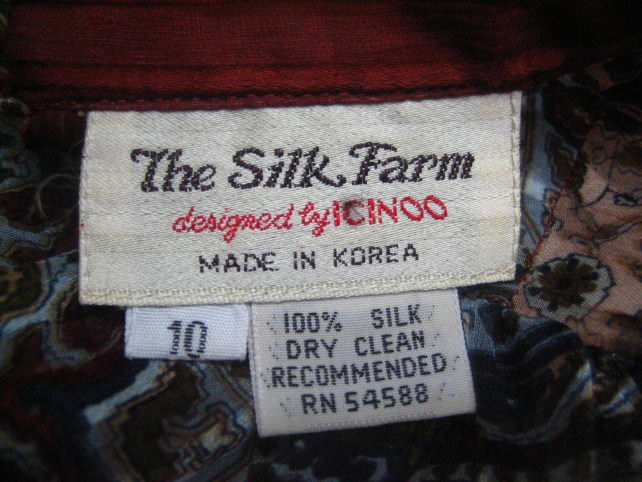 The Silk Farm
designed by ICINOO
MADE IN KOREA
10
100% SILK
DRY CLEAN
RECOMMENDED
RN 54588